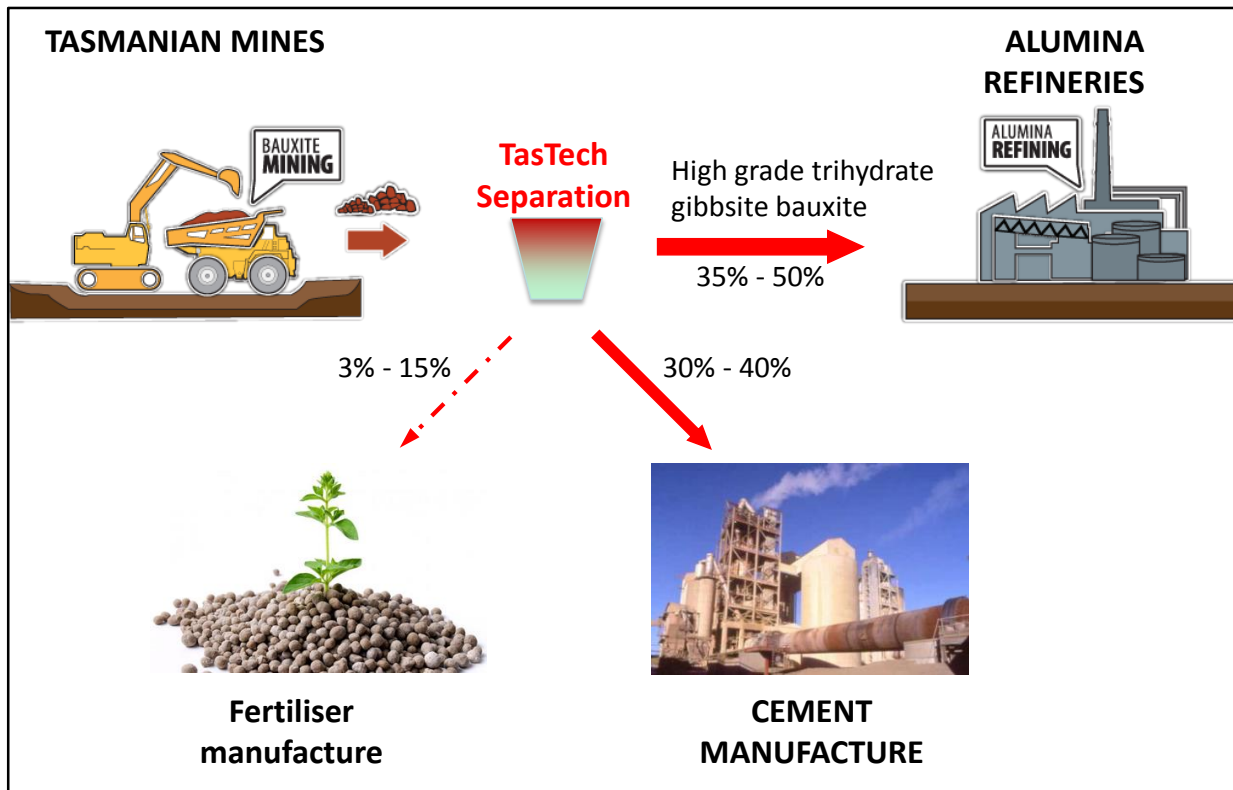 TASMANIAN MINES
ALUMINA
REFINERIES
BAUXITE
MINING
ALUMINA
REFINING
TasTech
Separation
High grade trihydrate
gibbsite bauxite
35% - 50%
3% - 15%
30% - 40%
Fertiliser
manufacture
CEMENT
MANUFACTURE